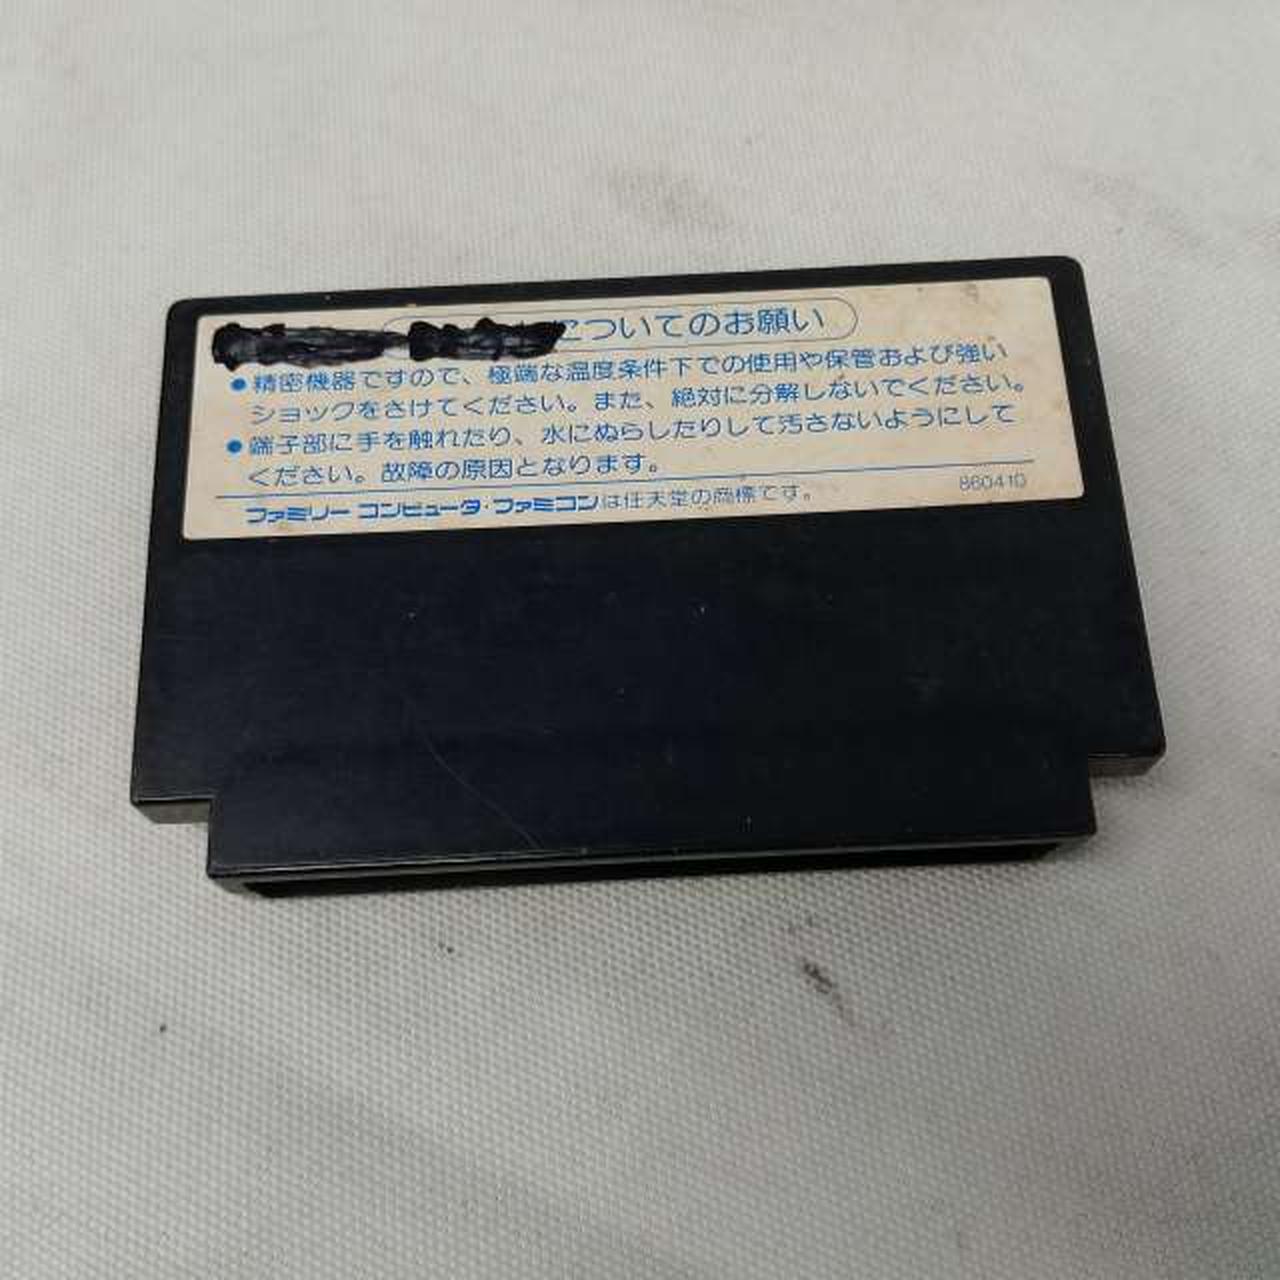 についてのお願い
●精密機器ですので、極端な温度条件下での使用や保管および強い
ショックをさけてください。また、絶対に分解しないでください。
●端子部に手を触れたり、水にぬらしたりして汚さないようにして
ください。故障の原因となります。
ファミリー コンピュータ・ファミコンは任天堂の商標です。
860410